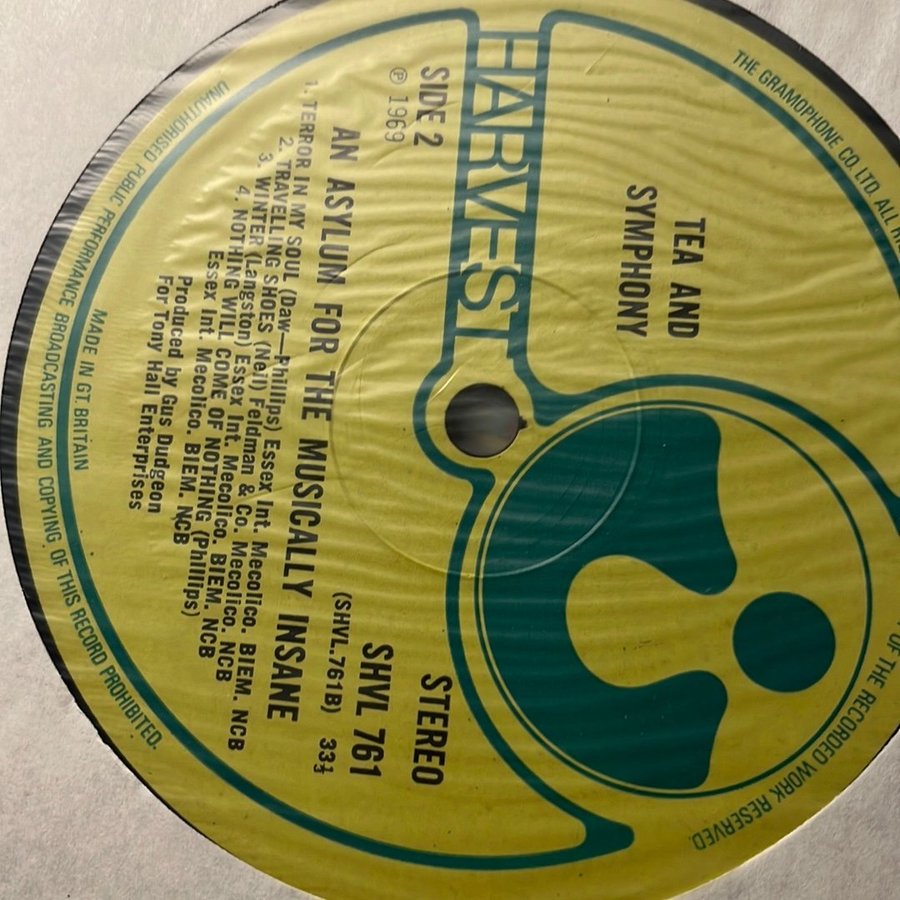 THE GRAMOPHONE CO. LTD. ALL
OF THE RECORDED WORK RESERVED.
TEA AND
SYMPHONY
HARVEST
SIDE 2
STEREO
℗ 1969
SHVL 761
(SHVL.761B) 33⅓
AN ASYLUM FOR THE MUSICALLY INSANE
1. TERROR IN MY SOUL (Daw—Phillips) Essex Int. Mecolico. BIEM. NCB
2. TRAVELLING SHOES (Neil) Feldman & Co. Mecolico. NCB
3. WINTER (Langston) Essex Int. Mecolico. BIEM. NCB
4. NOTHING WILL COME OF NOTHING (Phillips)
Essex Int. Mecolico. BIEM. NCB
Produced by Gus Dudgeon
For Tony Hall Enterprises
MADE IN GT. BRITAIN
UNAUTHORISED PUBLIC PERFORMANCE BROADCASTING AND COPYING OF THIS RECORD PROHIBITED.